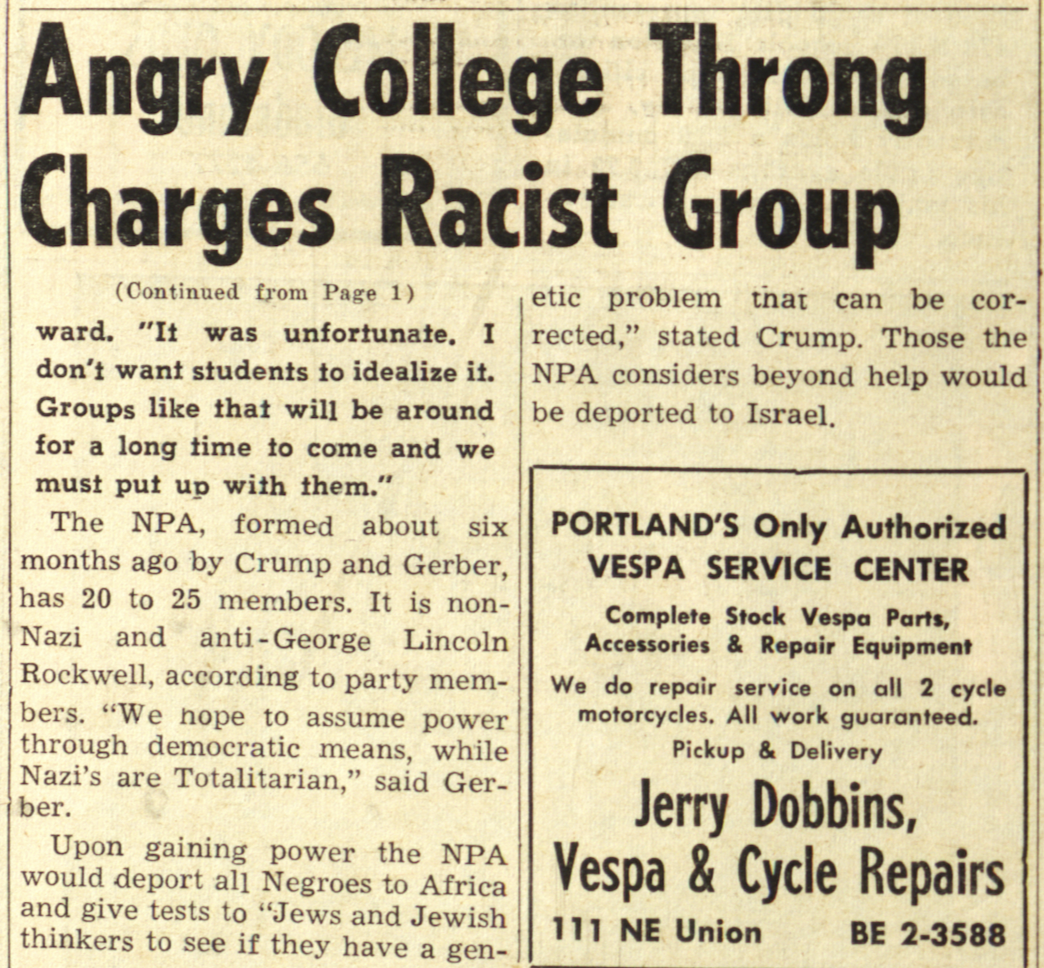 Angry College Throng
Charges Racist Group
(Continued from Page 1)
ward. "It was unfortunate. I
don't want students to idealize it.
Groups like that will be around
for a long time to come and we
must put up with them."
The NPA, formed about six
months ago by Crump and Gerber,
has 20 to 25 members. It is non-
Nazi and anti-George Lincoln
Rockwell, according to party mem-
bers. "We hope to assume power
through democratic means, while
Nazi's are Totalitarian," said Ger-
ber.
Upon gaining power the NPA
would deport all Negroes to Africa
and give tests to "Jews and Jewish
thinkers to see if they have a gen-
etic problem that can be cor-
rected," stated Crump. Those the
NPA considers beyond help would
be deported to Israel.
PORTLAND'S Only Authorized
VESPA SERVICE CENTER
Complete Stock Vespa Parts,
Accessories & Repair Equipment
We do repair service on all 2 cycle
motorcycles. All work guaranteed.
Pickup & Delivery
Jerry Dobbins,
Vespa & Cycle Repairs
111 NE Union BE 2-3588